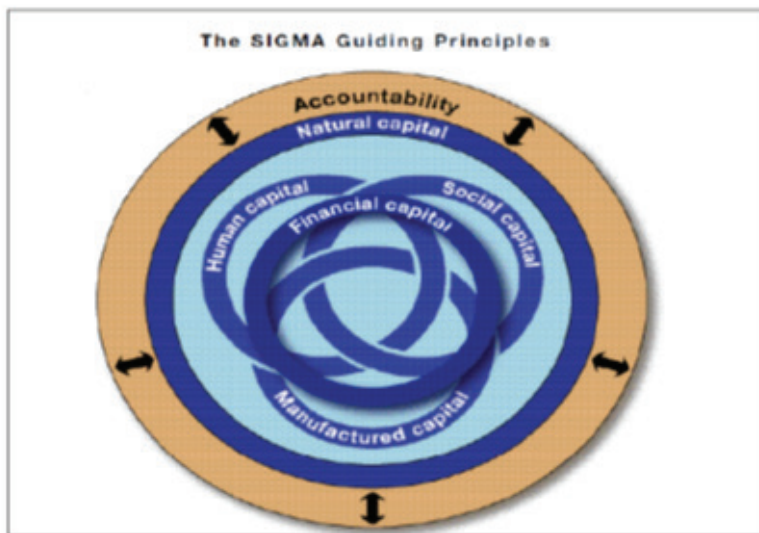 The SIGMA Guiding Principles
Accountability
Natural capital
Human capital
Social capital
Financial capital
Manufactured capital